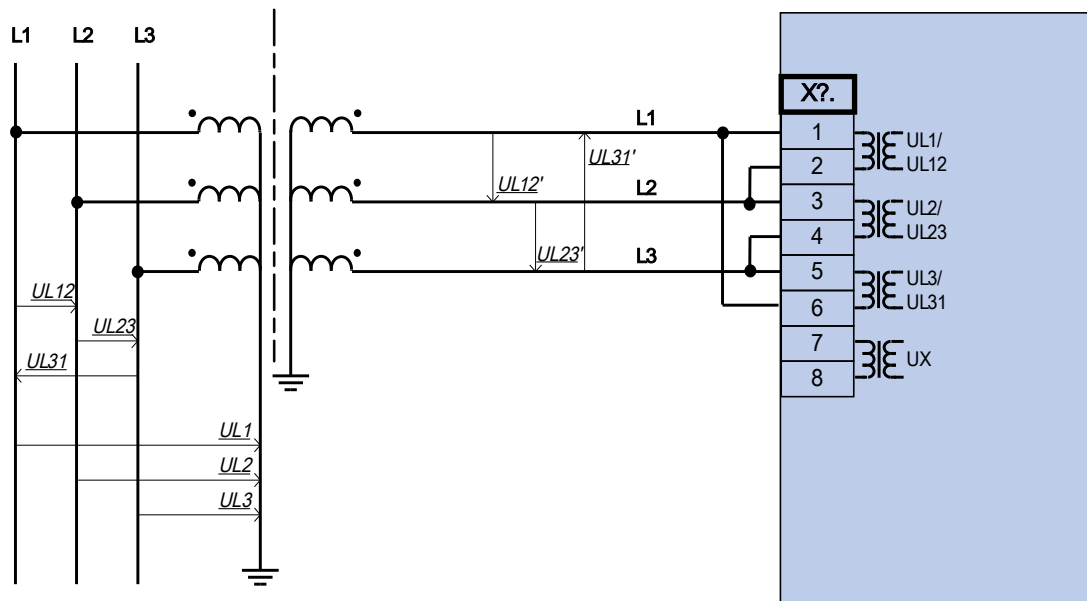 L1 L2 L3
X?.
L1
1
UL1/
UL12
UL31'
2
UL12'
L2
3
UL2/
UL23
4
UL23'
L3
5
UL3/
UL31
UL12
6
UL23
7
UX
UL31
8
UL1
UL2
UL3